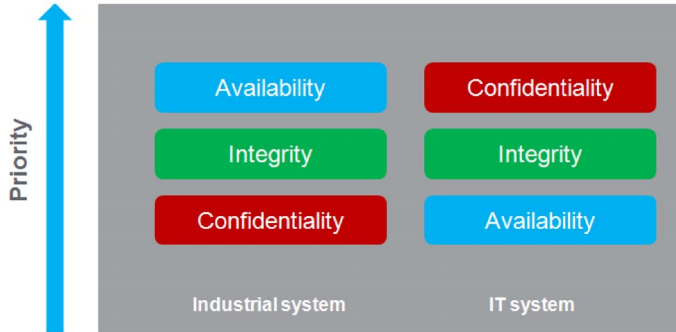 Priority
Availability
Confidentiality
Integrity
Integrity
Confidentiality
Availability
Industrial system
IT system